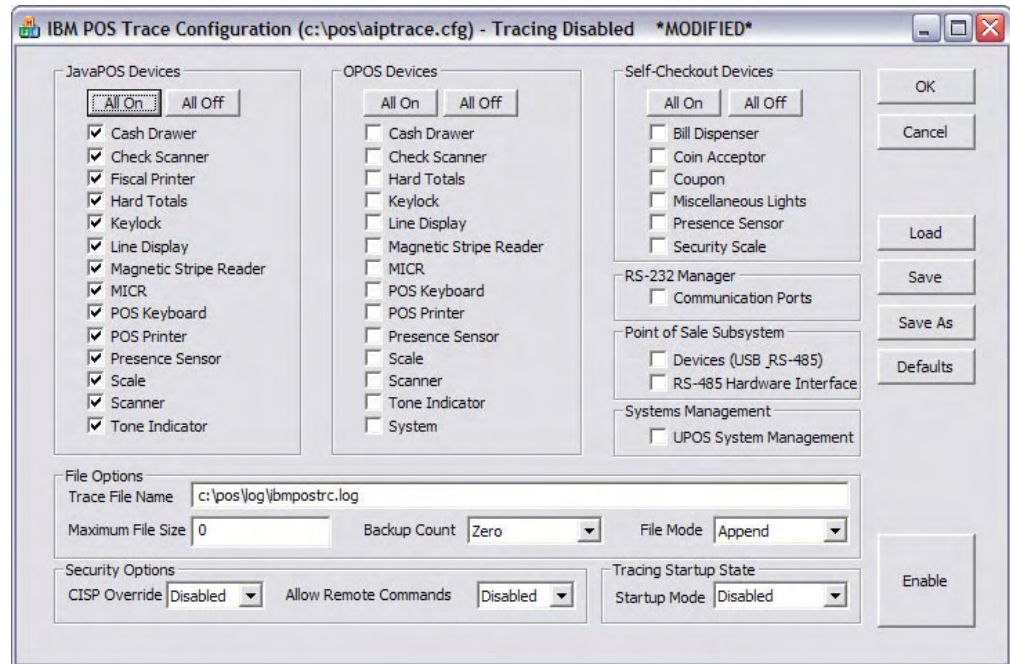 IBM POS Trace Configuration (c:\pos\aiptrace.cfg) - Tracing Disabled *MODIFIED*
JavaPOS Devices
All On All Off
Cash Drawer
Check Scanner
Fiscal Printer
Hard Totals
Keylock
Line Display
Magnetic Stripe Reader
MICR
POS Keyboard
POS Printer
Presence Sensor
Scale
Scanner
Tone Indicator
OPOS Devices
All On All Off
Cash Drawer
Check Scanner
Hard Totals
Keylock
Line Display
Magnetic Stripe Reader
MICR
POS Keyboard
POS Printer
Presence Sensor
Scale
Scanner
Tone Indicator
System
Self-Checkout Devices
All On All Off
Bill Dispenser
Coin Acceptor
Coupon
Miscellaneous Lights
Presence Sensor
Security Scale
RS-232 Manager
Communication Ports
Point of Sale Subsystem
Devices (USB_RS-485)
RS-485 Hardware Interface
Systems Management
UPOS System Management
OK
Cancel
Load
Save
Save As
Defaults
File Options
Trace File Name c:\pos\log\ibmpostrc.log
Maximum File Size 0 Backup Count Zero File Mode Append
Security Options
CISP Override Disabled Allow Remote Commands Disabled
Tracing Startup State
Startup Mode Disabled
Enable